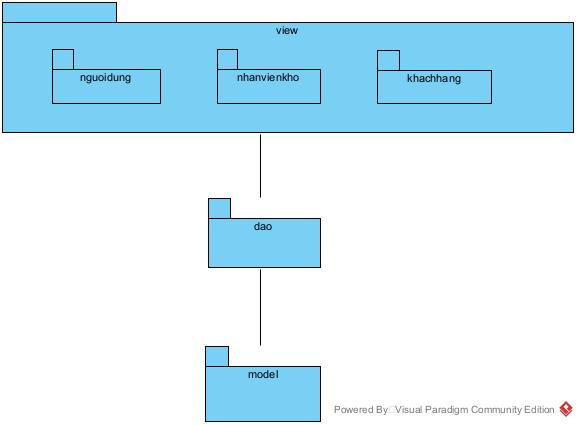 view
nguoidung
nhanvienkho
khachhang
dao
model
Powered By Visual Paradigm Community Edition